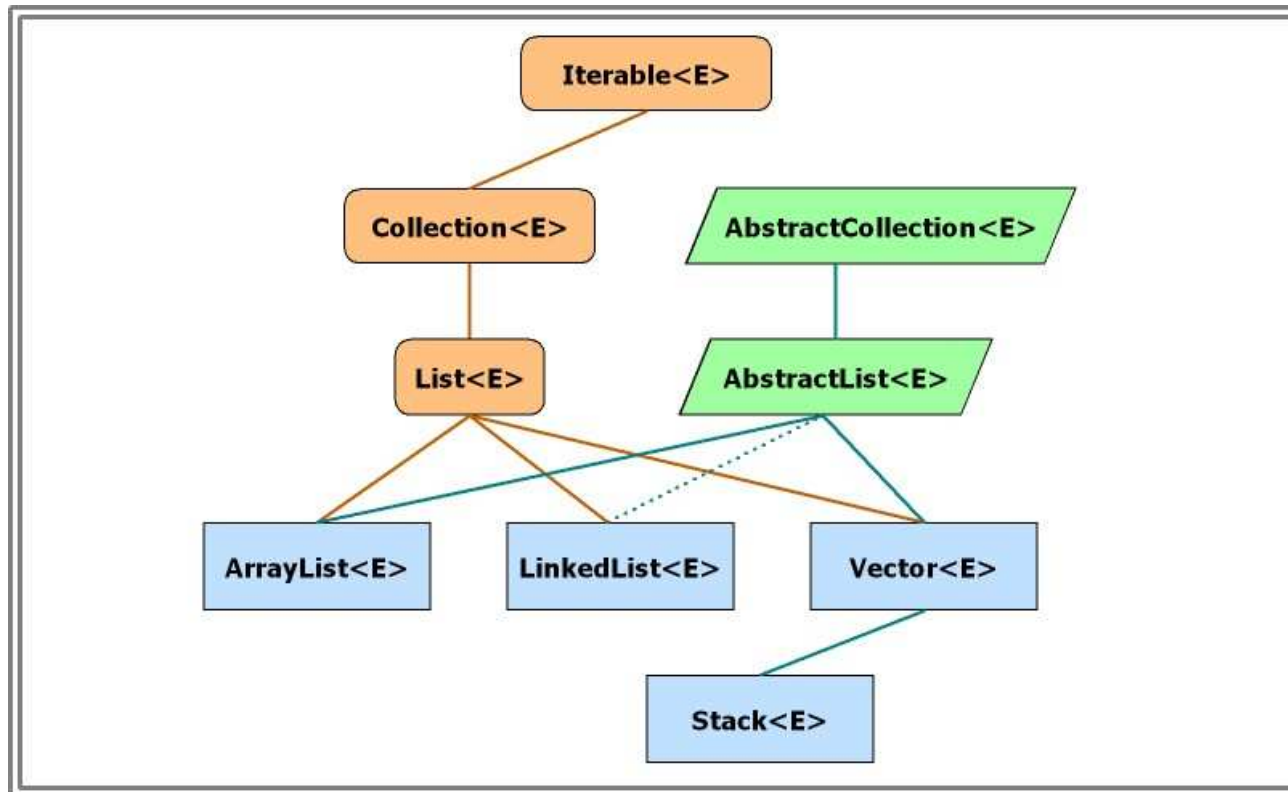 Iterable<E>
Collection<E>
AbstractCollection<E>
List<E>
AbstractList<E>
ArrayList<E>
LinkedList<E>
Vector<E>
Stack<E>